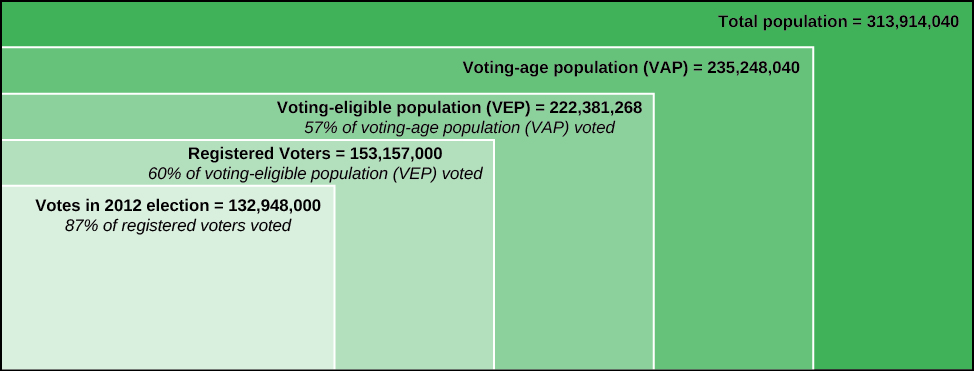 Total population = 313,914,040
Voting-age population (VAP) = 235,248,040
Voting-eligible population (VEP) = 222,381,268
57% of voting-age population (VAP) voted
Registered Voters = 153,157,000
60% of voting-eligible population (VEP) voted
Votes in 2012 election = 132,948,000
87% of registered voters voted